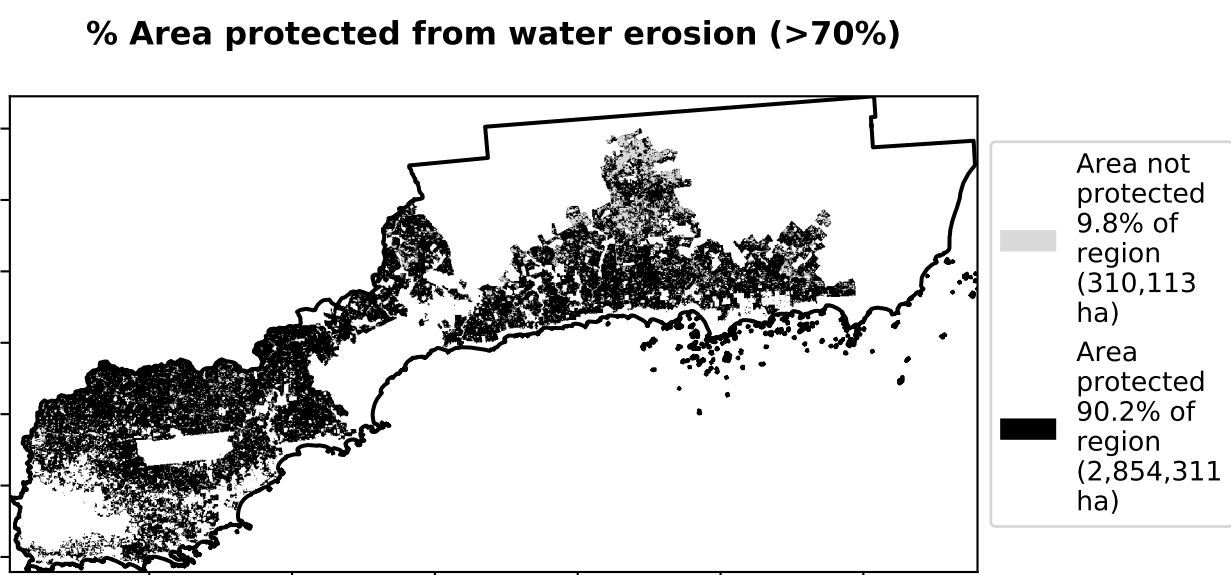 % Area protected from water erosion (>70%)
Area not
protected
9.8% of
region
(310,113
ha)
Area
protected
90.2% of
region
(2,854,311
ha)